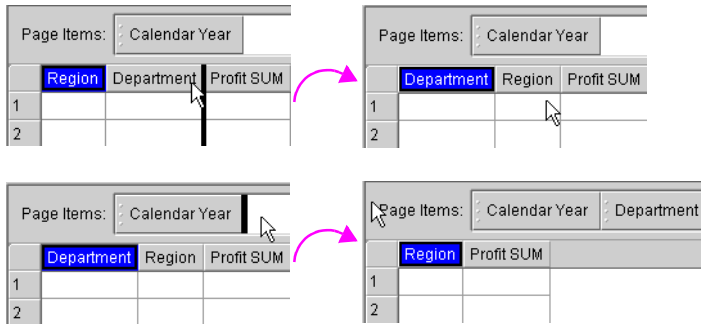 Page Items: Calendar Year
Region Department Profit SUM
1
2
Page Items: Calendar Year
Department Region Profit SUM
1
2
Page Items: Calendar Year
Department Region Profit SUM
1
2
Page Items: Calendar Year Department
Region Profit SUM
1
2